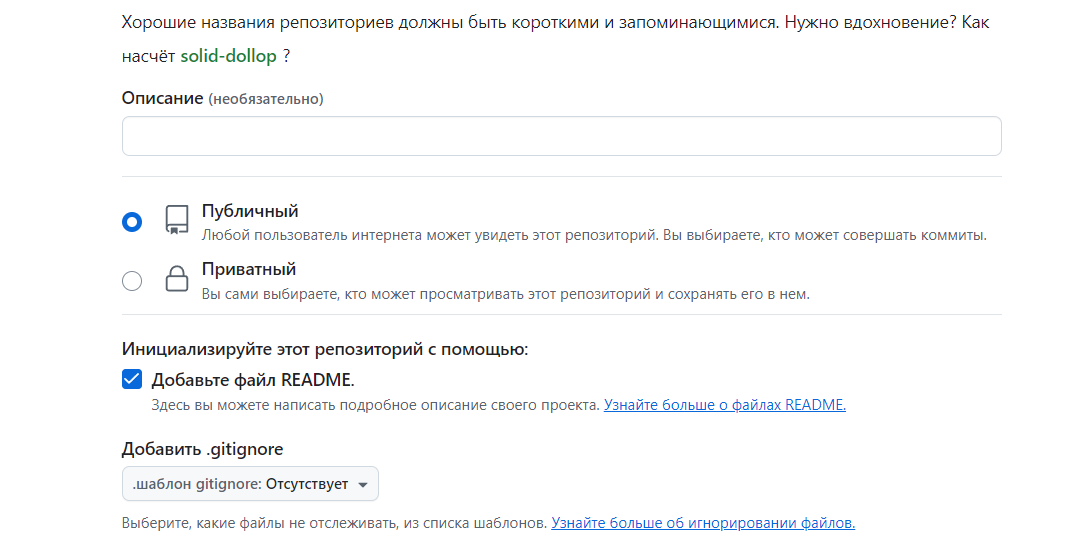 Хорошие названия репозиториев должны быть короткими и запоминающимися. Нужно вдохновение? Как
насчёт solid-dollop ?
Описание (необязательно)
Публичный
Любой пользователь интернета может увидеть этот репозиторий. Вы выбираете, кто может совершать коммиты.
Приватный
Вы сами выбираете, кто может просматривать этот репозиторий и сохранять его в нем.
Инициализируйте этот репозиторий с помощью:
Добавьте файл README.
Здесь вы можете написать подробное описание своего проекта. Узнайте больше о файлах README.
Добавить .gitignore
.шаблон gitignore: Отсутствует
Выберите, какие файлы не отслеживать, из списка шаблонов. Узнайте больше об игнорировании файлов.